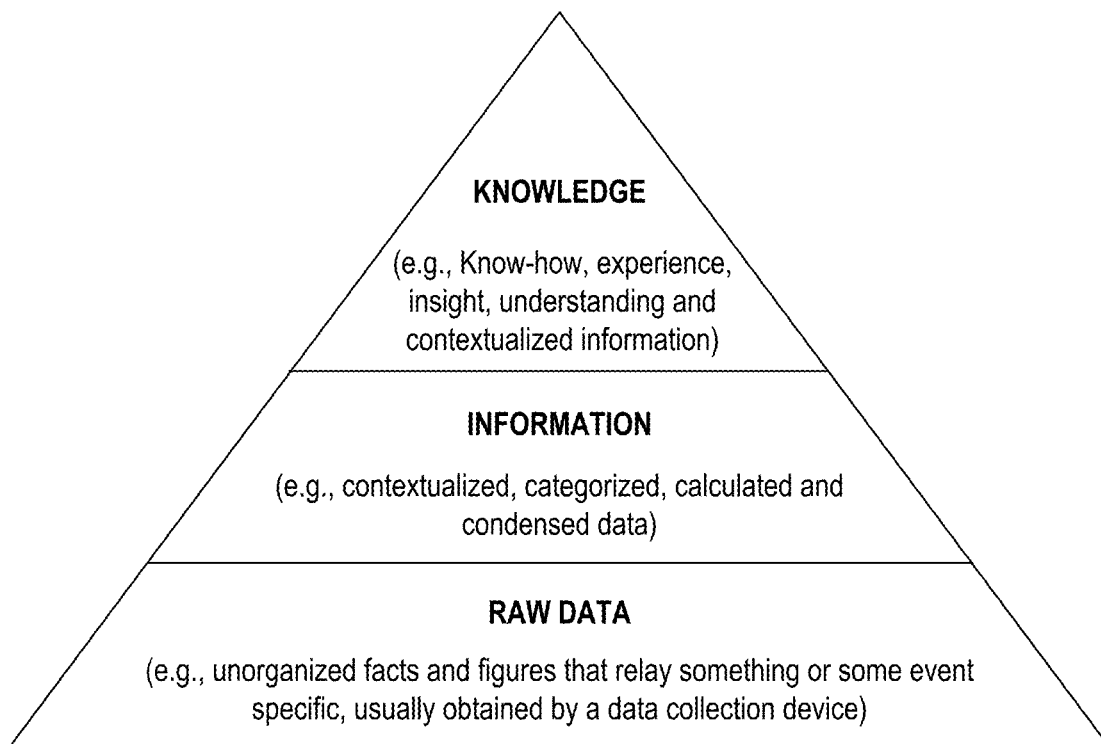 KNOWLEDGE
(e.g., Know-how, experience,
insight, understanding and
contextualized information)
INFORMATION
(e.g., contextualized, categorized, calculated and
condensed data)
RAW DATA
(e.g., unorganized facts and figures that relay something or some event
specific, usually obtained by a data collection device)